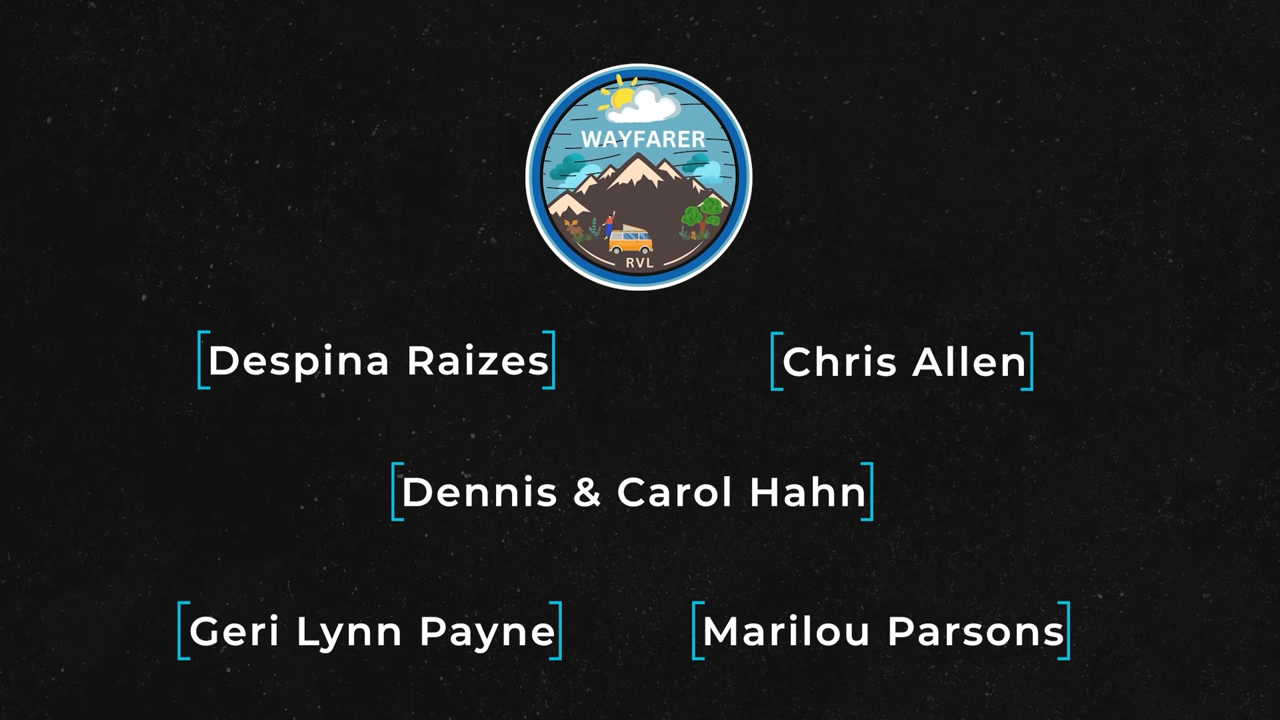 WAYFARER
RVL
Despina Raizes
Chris Allen
Dennis & Carol Hahn
Geri Lynn Payne
Marilou Parsons